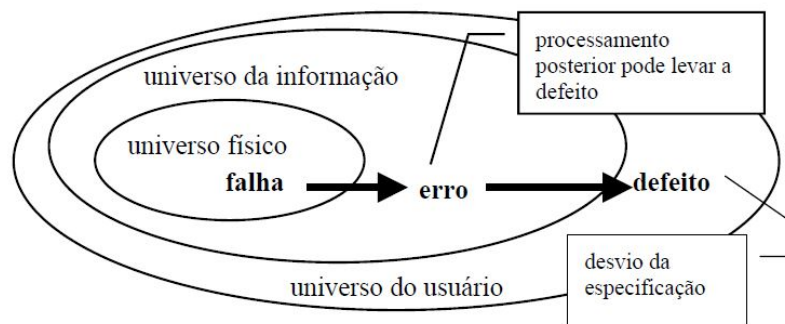 processamento
posterior pode levar a
defeito
universo da informação
universo físico
falha
erro
defeito
desvio da
especificação
universo do usuário